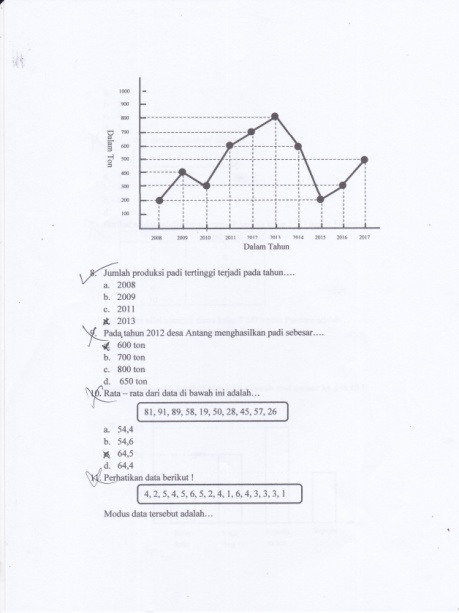 1000
900
800
700
600
500
400
300
200
100
Dalam Ton
2008 2009 2010 2011 2012 2013 2014 2015 2016 2017
Dalam Tahun
8. Jumlah produksi padi tertinggi terjadi pada tahun....
a. 2008
b. 2009
c. 2011
2013
9. Pada tahun 2012 desa Antang menghasilkan padi sebesar....
600 ton
b. 700 ton
c. 800 ton
d. 650 ton
10. Rata – rata dari data di bawah ini adalah...
81, 91, 89, 58, 19, 50, 28, 45, 57, 26
a. 54,4
b. 54,6
64,5
d. 64,4
11. Perhatikan data berikut !
4, 2, 5, 4, 5, 6, 5, 2, 4, 1, 6, 4, 3, 3, 3, 1
Modus data tersebut adalah...